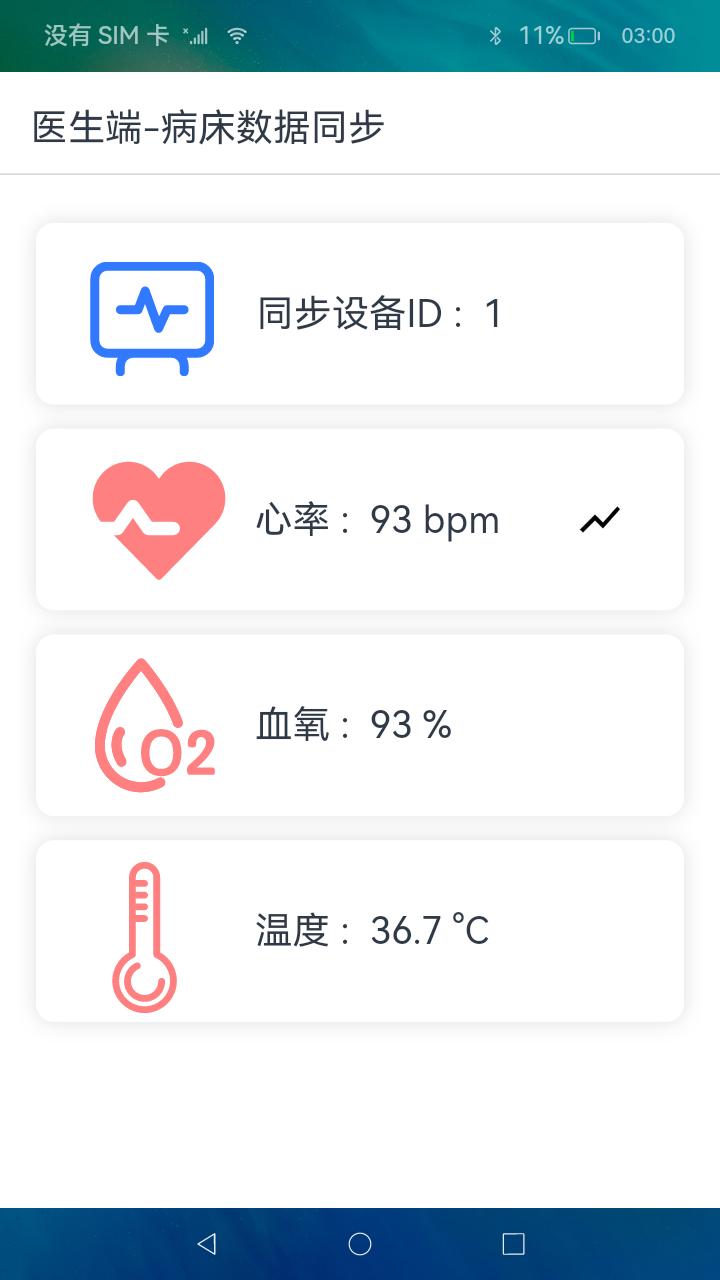 没有 SIM 卡 11% 03:00
医生端-病床数据同步
同步设备ID： 1
心率： 93 bpm
血氧： 93 %
O2
温度： 36.7 ℃